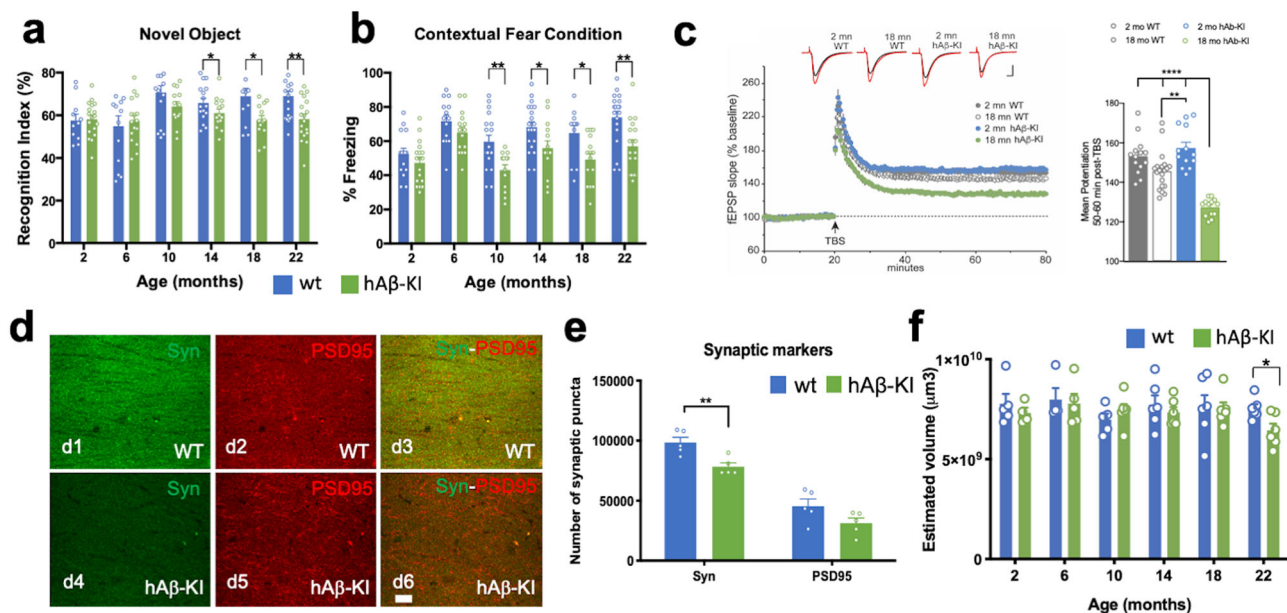 a
Novel Object
Recognition Index (%)
100
80
60
40
20
0
* * **
2 6 10 14 18 22
Age (months)
b
Contextual Fear Condition
% Freezing
100
80
60
40
20
0
** * * **
2 6 10 14 18 22
Age (months)
wt hAβ-KI
c
2 mn WT
18 mn WT
2 mn hAβ-KI
18 mn hAβ-KI
fEPSP slope (% baseline)
260
220
180
140
100
60
2 mn WT
18 mn WT
2 mn hAβ-KI
18 mn hAβ-KI
TBS
0 20 40 60 80
minutes
2 mo WT 2 mo hAb-KI
18 mo WT 18 mo hAb-KI
****
**
Mean Potentiation
50-60 min post-TBS
180
160
140
120
100
d
Syn
d1 WT
PSD95
d2 WT
Syn-PSD95
d3 WT
Syn
d4 hAβ-KI
PSD95
d5 hAβ-KI
Syn-PSD95
d6 hAβ-KI
e
Synaptic markers
wt hAβ-KI
**
Number of synaptic puncta
150000
100000
50000
0
Syn PSD95
f
wt hAβ-KI
*
Estimated volume (μm3)
1×10¹⁰
5×10⁹
0
2 6 10 14 18 22
Age (months)